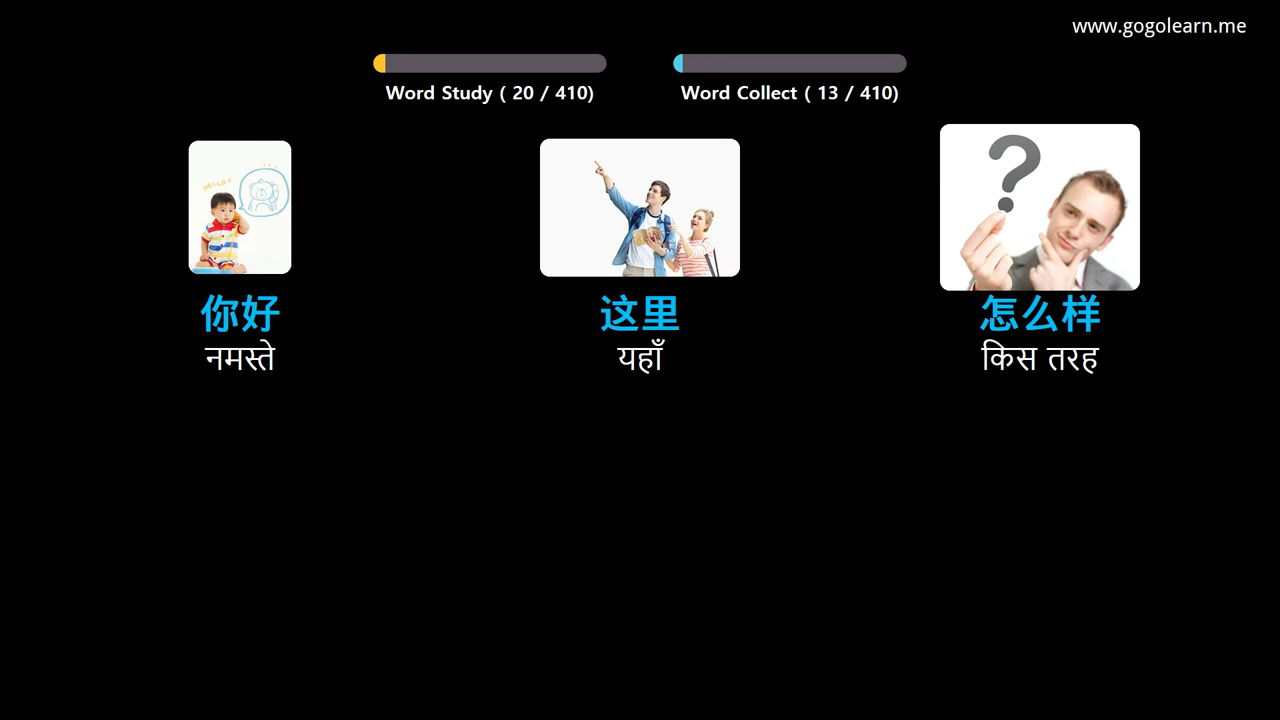 www.gogolearn.me
Word Study ( 20 / 410)
Word Collect ( 13 / 410)
HELLO!
你好
这里
怎么样
नमस्ते
यहाँ
किस तरह